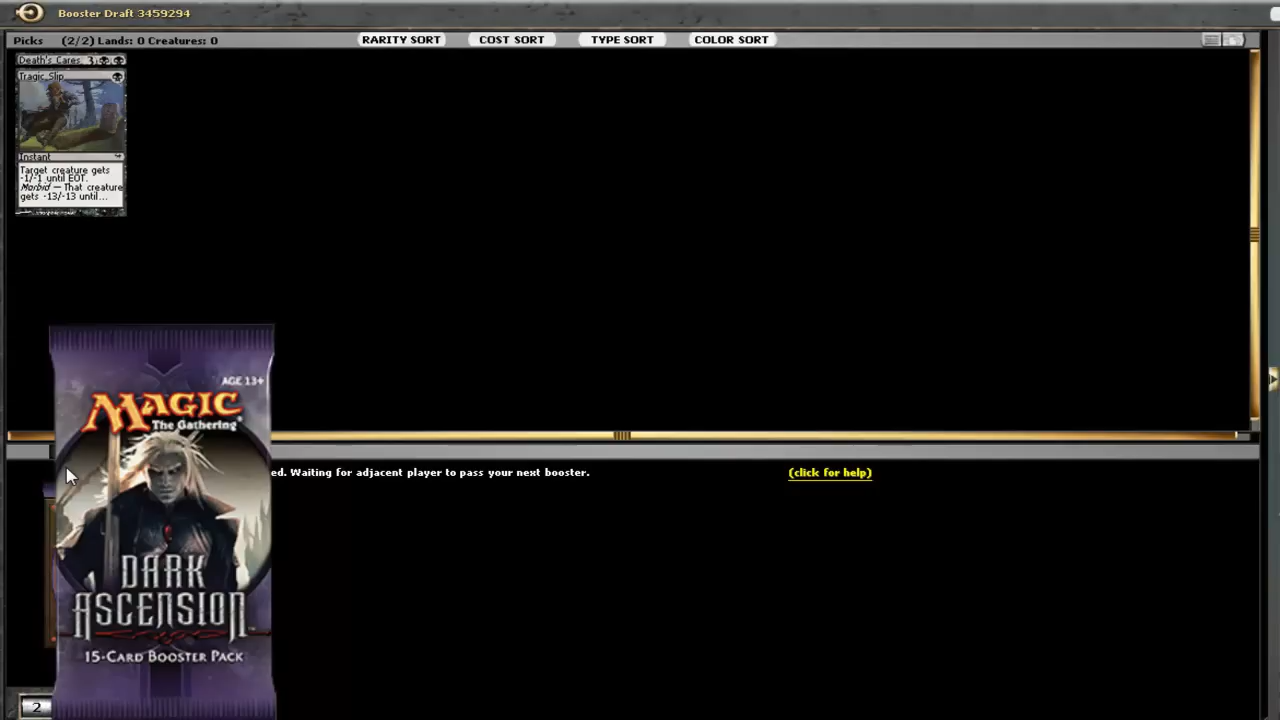 Booster Draft 3459294
Picks (2/2) Lands: 0 Creatures: 0
RARITY SORT
COST SORT
TYPE SORT
COLOR SORT
Death's Cares 3
Tragic Slip
Instant
Target creature gets
-1/-1 until EOT.
Morbid — That creature
gets -13/-13 until...
AGE 13+
MAGIC
The Gathering®
DARK
ASCENSION
15-CARD BOOSTER PACK
ed. Waiting for adjacent player to pass your next booster.
(click for help)
2